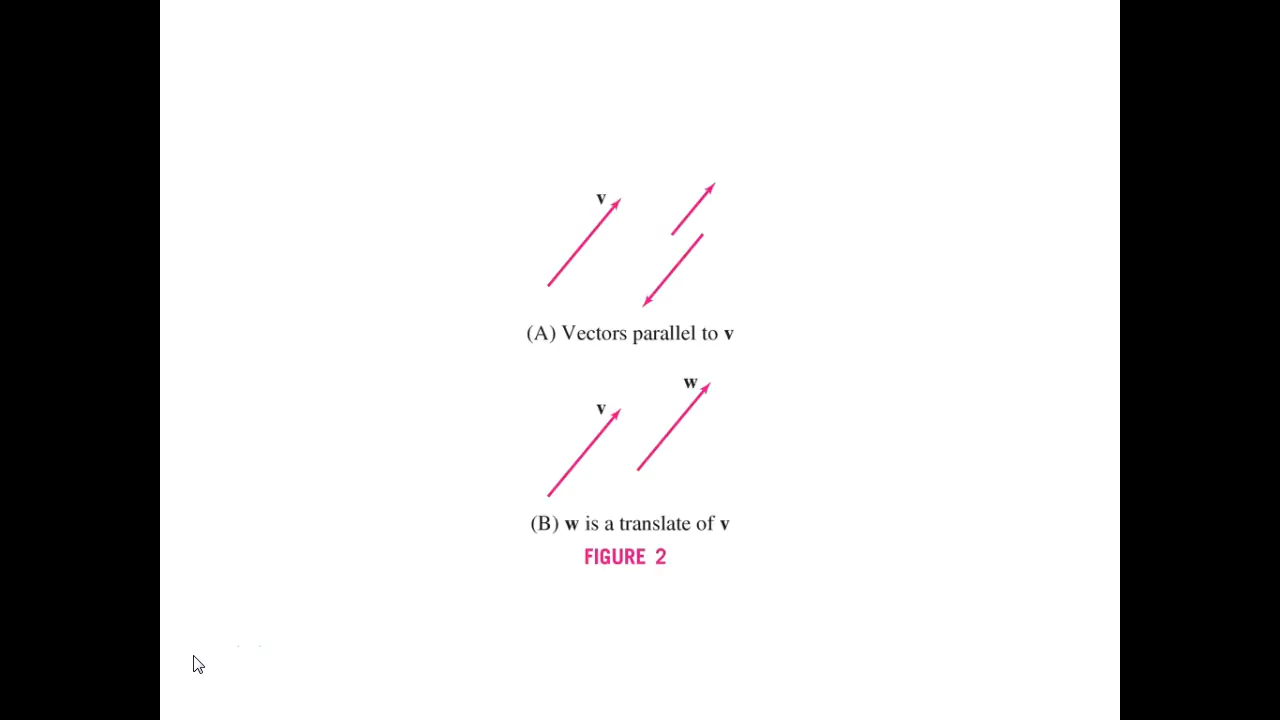 v
(A) Vectors parallel to v
w
v
(B) w is a translate of v
FIGURE 2